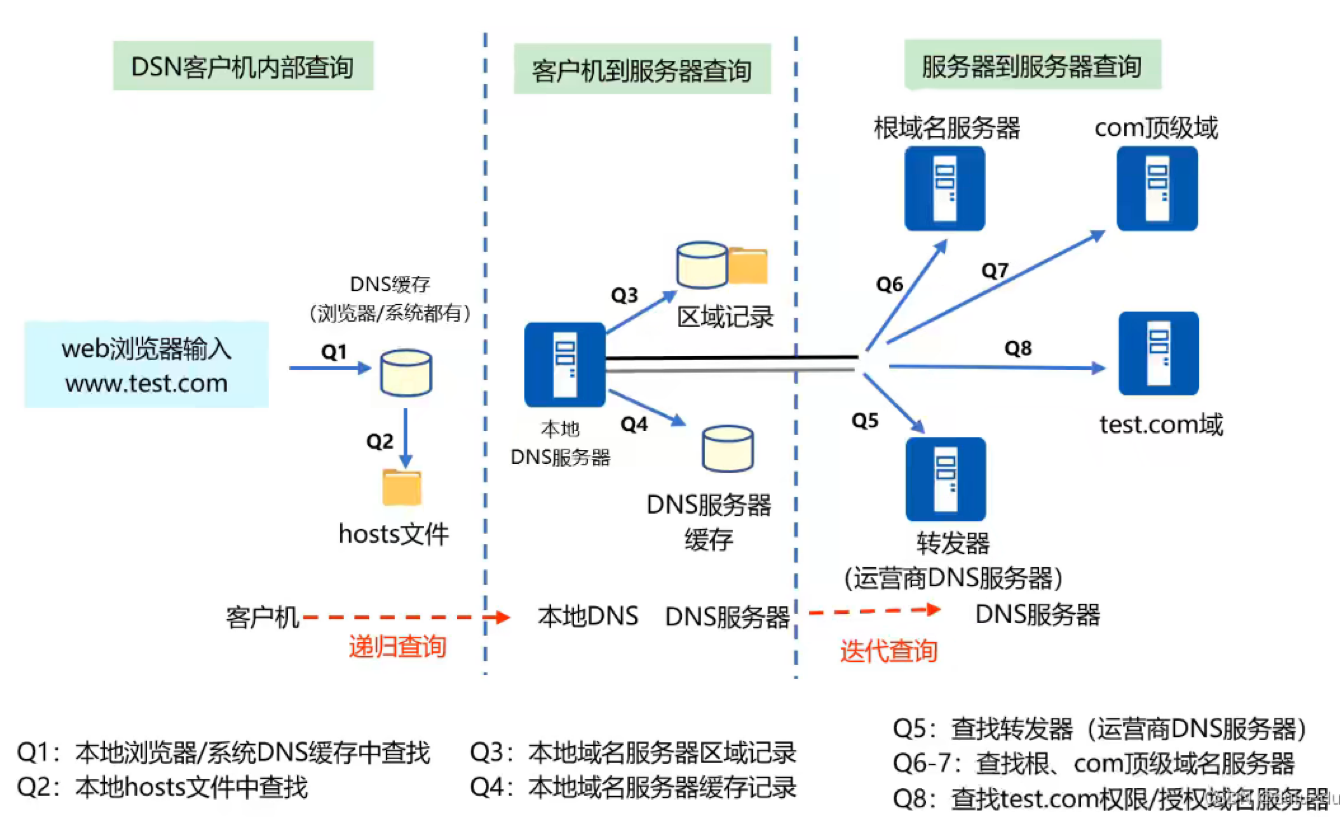 DSN客户机内部查询
客户机到服务器查询
服务器到服务器查询
根域名服务器
com顶级域
DNS缓存
（浏览器/系统都有）
web浏览器输入
www.test.com
Q1
Q2
hosts文件
Q3
区域记录
本地
DNS服务器
Q4
DNS服务器
缓存
Q6
Q7
Q8
test.com域
Q5
转发器
（运营商DNS服务器）
客户机
递归查询
本地DNS
DNS服务器
迭代查询
DNS服务器
Q1：本地浏览器/系统DNS缓存中查找
Q2：本地hosts文件中查找
Q3：本地域名服务器区域记录
Q4：本地域名服务器缓存记录
Q5：查找转发器（运营商DNS服务器）
Q6-7：查找根、com顶级域名服务器
Q8：查找test.com权限/授权域名服务器